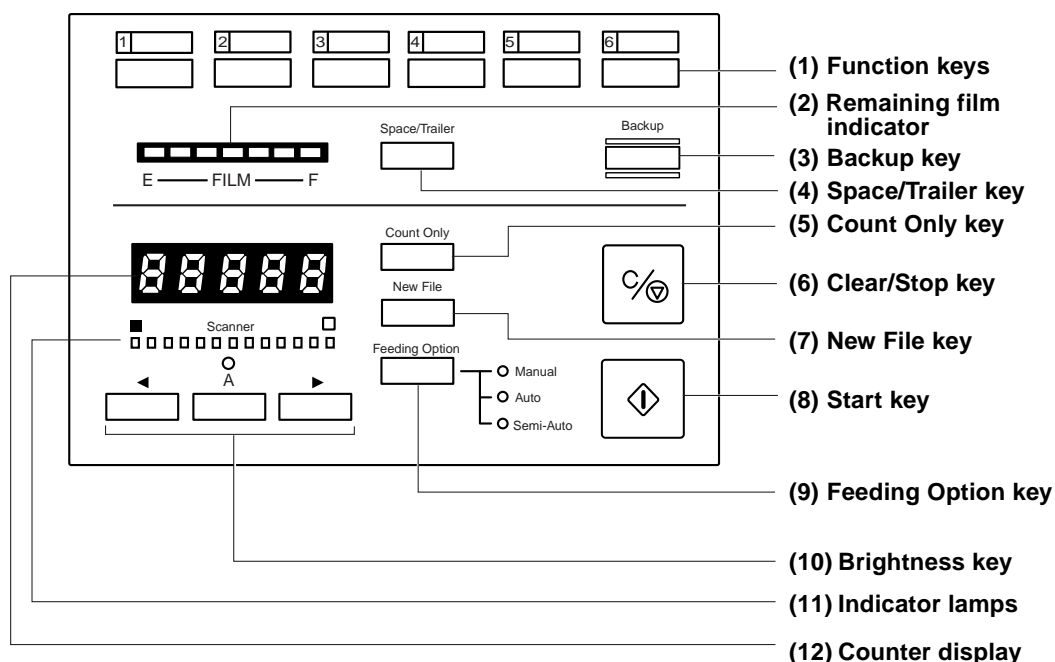 1 2 3 4 5 6
(1) Function keys
(2) Remaining film
indicator
Space/Trailer
Backup
E FILM F
(3) Backup key
(4) Space/Trailer key
Count Only
(5) Count Only key
88888
C/
(6) Clear/Stop key
New File
Scanner
(7) New File key
Feeding Option
A
Manual
Auto
Semi-Auto
(8) Start key
(9) Feeding Option key
(10) Brightness key
(11) Indicator lamps
(12) Counter display